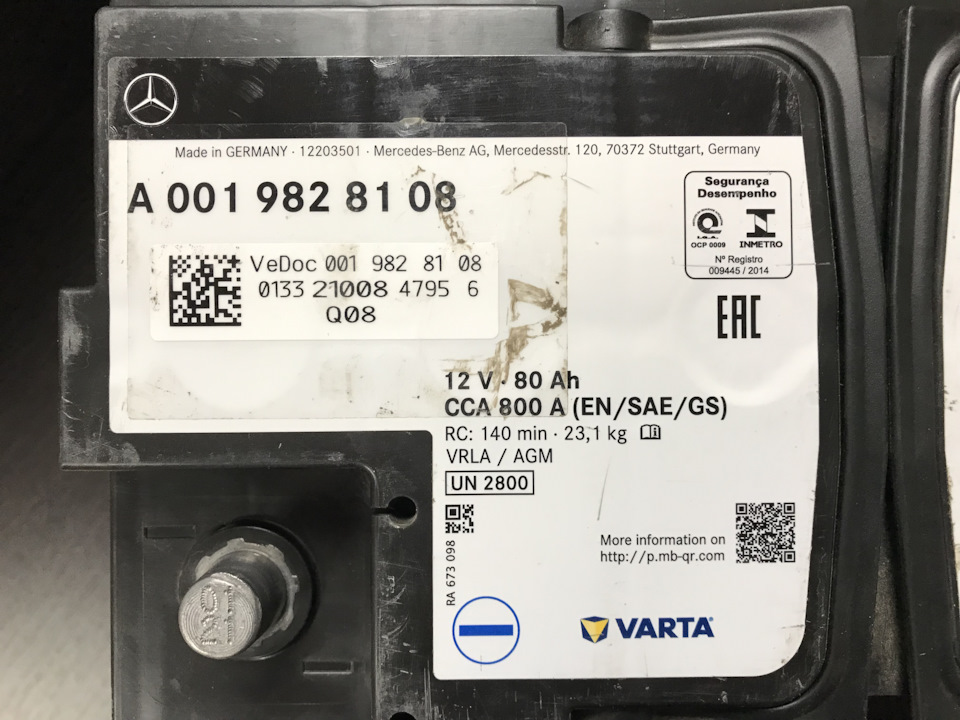 Made in GERMANY · 12203501 · Mercedes-Benz AG, Mercedesstr. 120, 70372 Stuttgart, Germany
A 001 982 81 08
VeDoc 001 982 81 08
0133 21008 4795 6
Q08
Segurança
Desempenho
OCP 0009
INMETRO
Nº Registro
009445 / 2014
EAC
12 V · 80 Ah
CCA 800 A (EN/SAE/GS)
RC: 140 min · 23,1 kg
VRLA / AGM
UN 2800
RA 673 098
More information on
http://p.mb-qr.com
VARTA